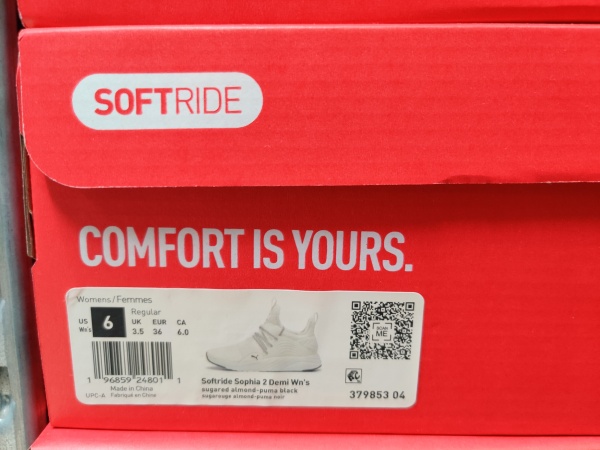 SOFTRIDE
COMFORT IS YOURS.
Womens/Femmes
Regular
US UK EUR CA
Wn's 6 3.5 36 6.0
SCAN
ME
1 96859 24801 1
Made in China
UPC-A Fabriqué en Chine
Softride Sophia 2 Demi Wn's
sugared almond-puma black
379853 04